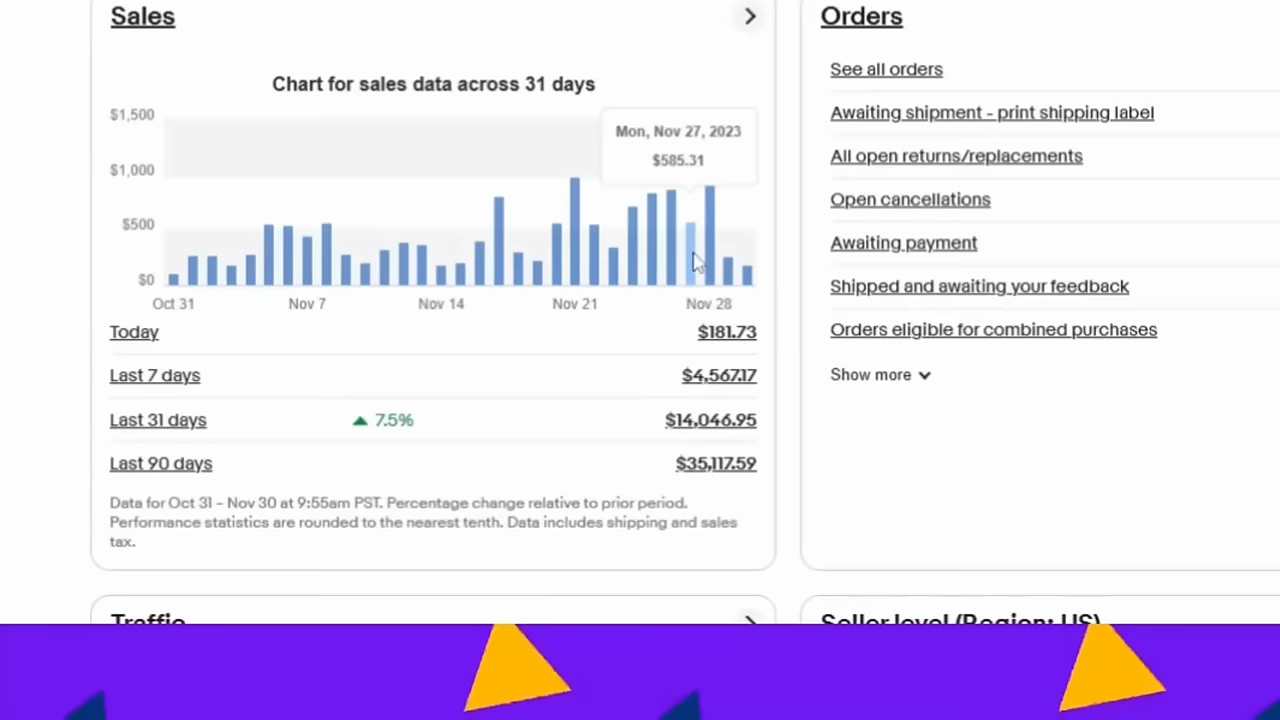 Sales
Chart for sales data across 31 days
$1,500
$1,000
$500
$0
Mon, Nov 27, 2023
$585.31
Oct 31
Nov 7
Nov 14
Nov 21
Nov 28
Today $181.73
Last 7 days $4,567.17
Last 31 days 7.5% $14,046.95
Last 90 days $35,117.59
Data for Oct 31 - Nov 30 at 9:55am PST. Percentage change relative to prior period.
Performance statistics are rounded to the nearest tenth. Data includes shipping and sales
tax.
Orders
See all orders
Awaiting shipment - print shipping label
All open returns/replacements
Open cancellations
Awaiting payment
Shipped and awaiting your feedback
Orders eligible for combined purchases
Show more
Traffic
Seller level (Region: US)